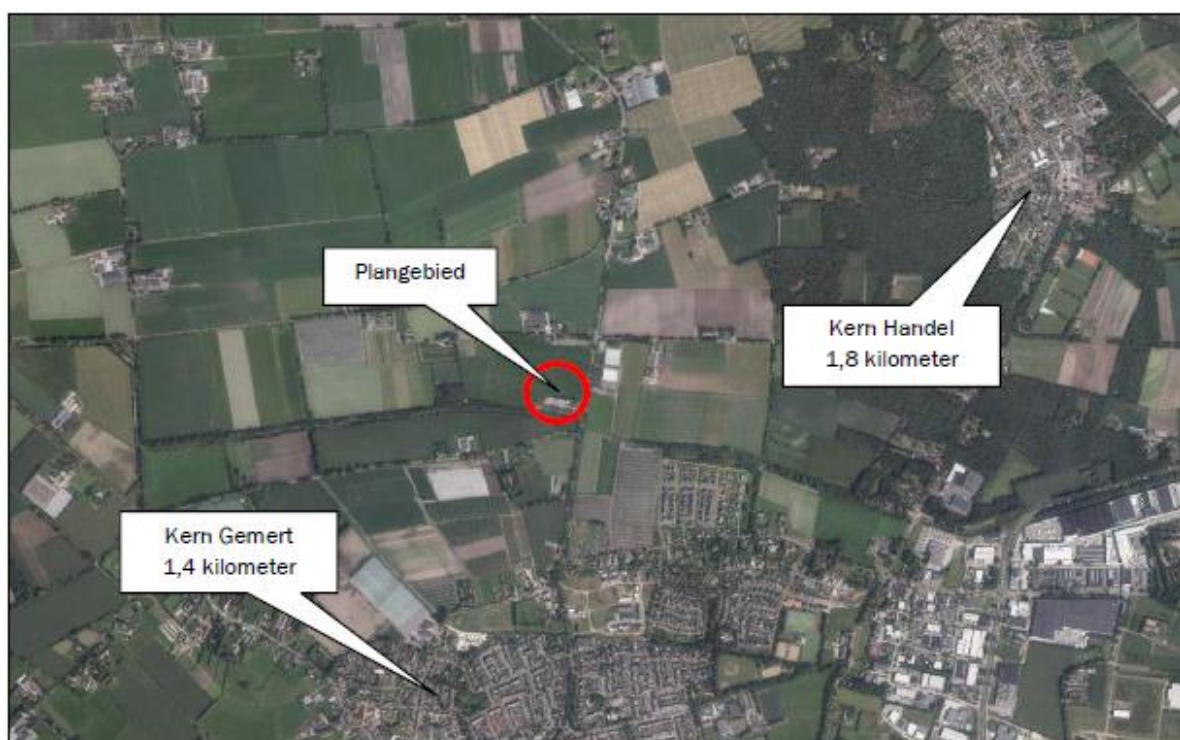 Plangebied
Kern Handel
1,8 kilometer
Kern Gemert
1,4 kilometer